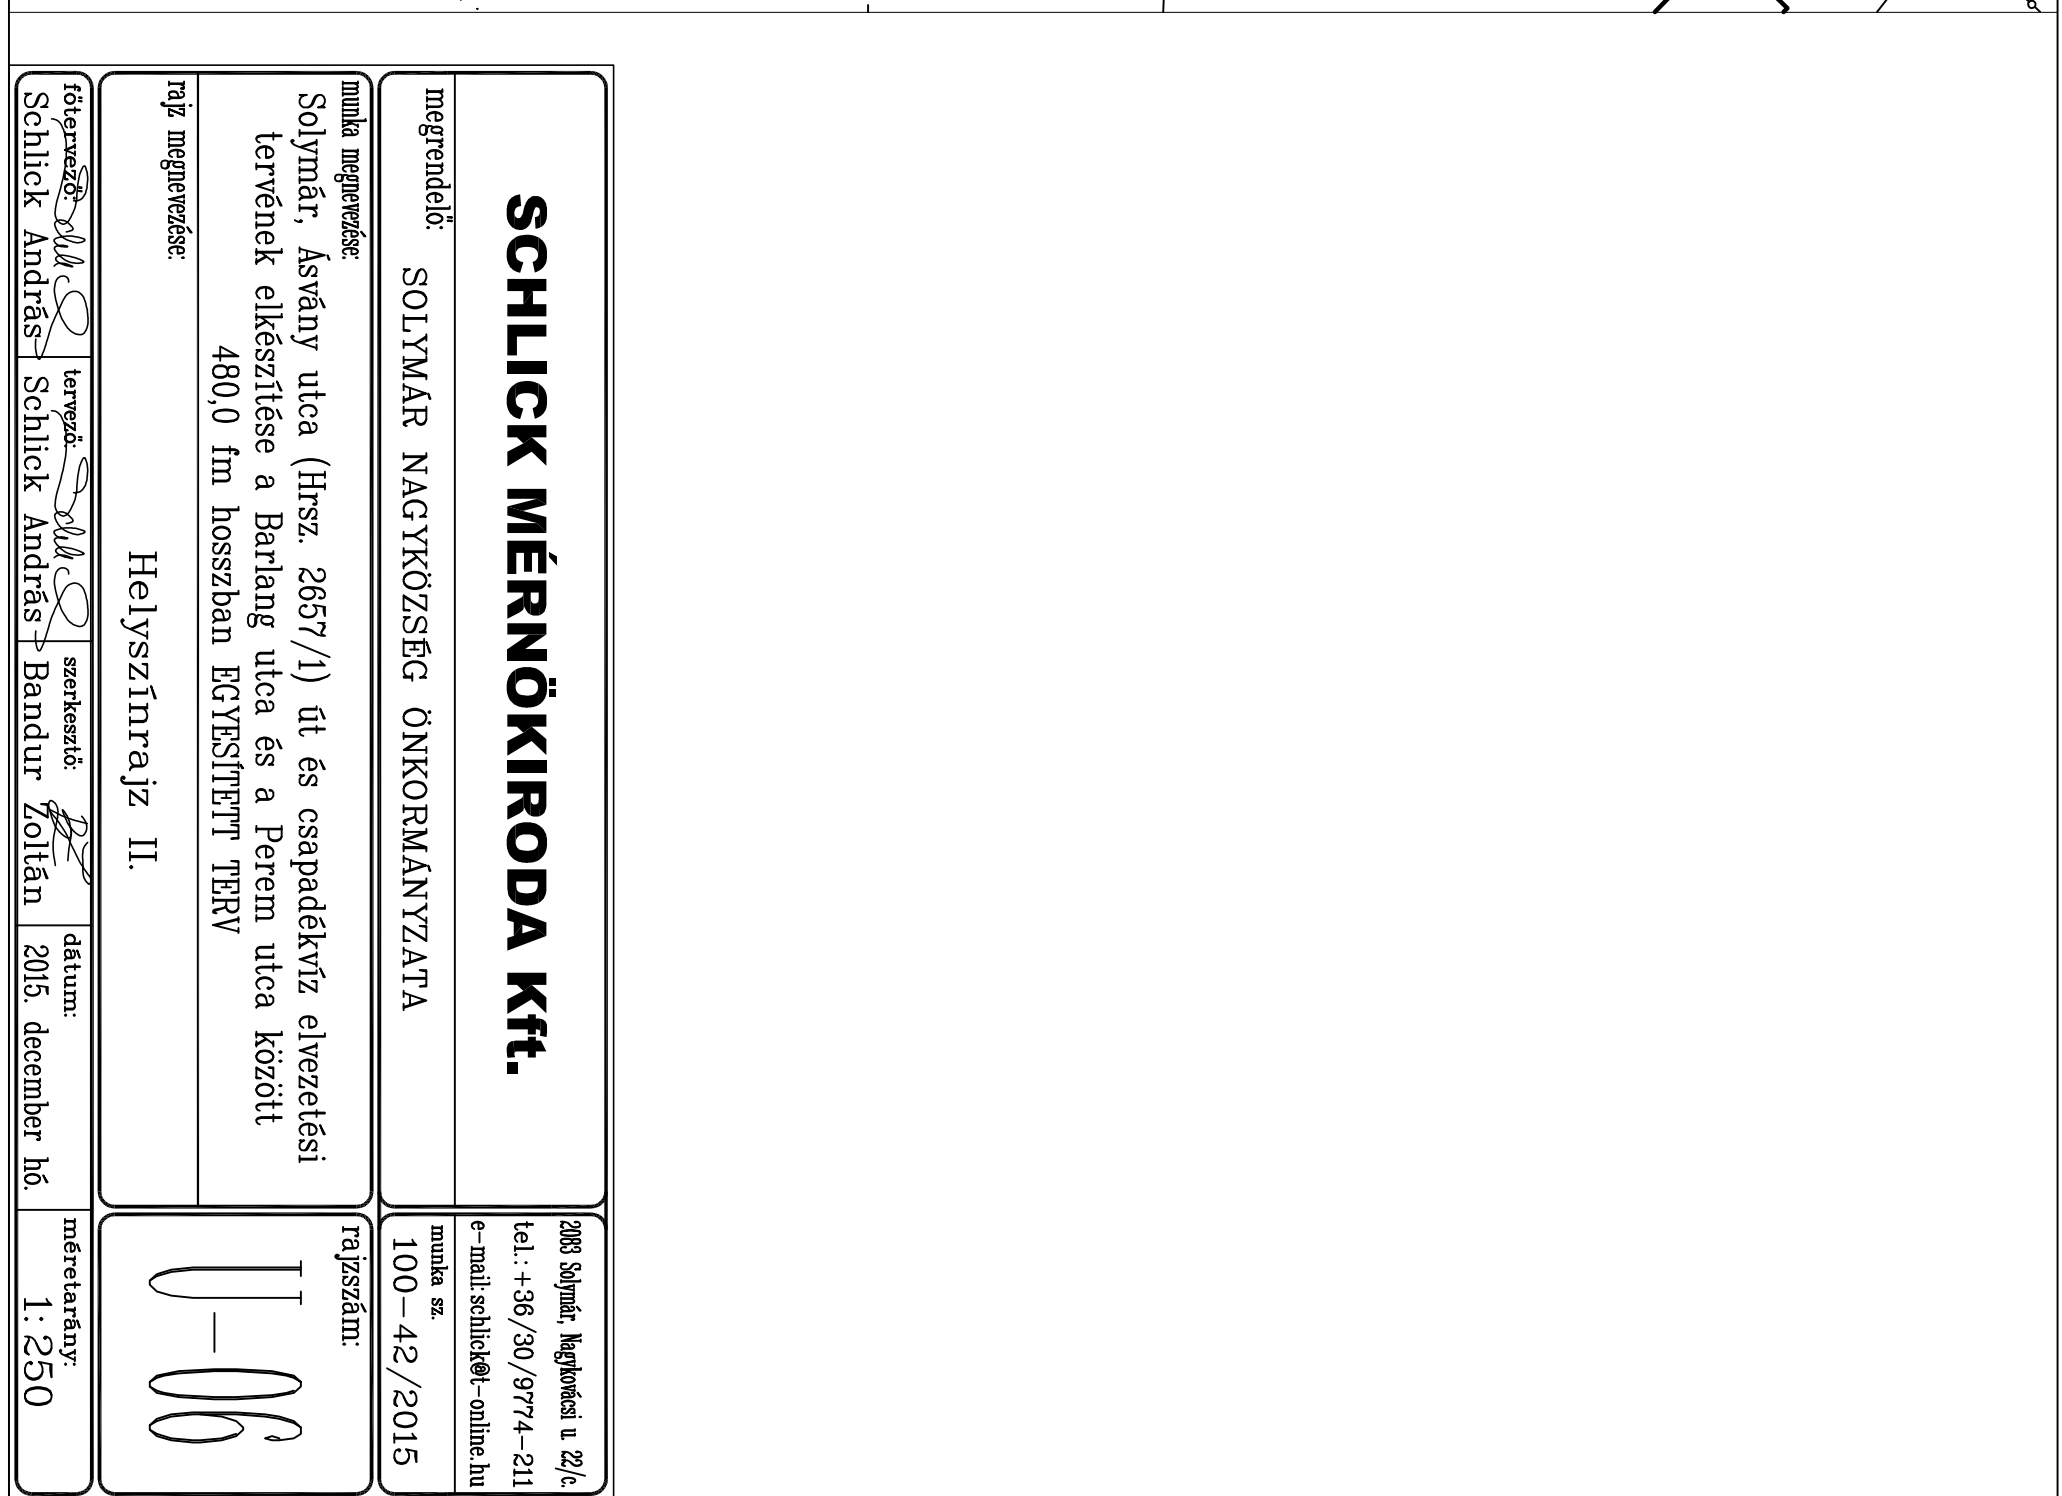 SCHLICK MÉRNÖKIRODA Kft.
2083 Solymár, Nagykovácsi u. 22/c.
tel.: +36/30/9774-211
e-mail: schlick@t-online.hu
megrendelő:
SOLYMÁR NAGYKÖZSÉG ÖNKORMÁNYZATA
munka sz.
100-42/2015
munka megnevezése:
Solymár, Ásvány utca (Hrsz. 2657/1) út és csapadékvíz elvezetési
tervének elkészítése a Barlang utca és a Perem utca között
480,0 fm hosszban EGYESÍTETT TERV
rajzszám:
U-06
rajz megnevezése:
Helyszínrajz II.
főtervező:
Schlick András
tervező:
Schlick András
szerkesztő:
Bandur Zoltán
dátum:
2015. december hó.
méretarány:
1:250